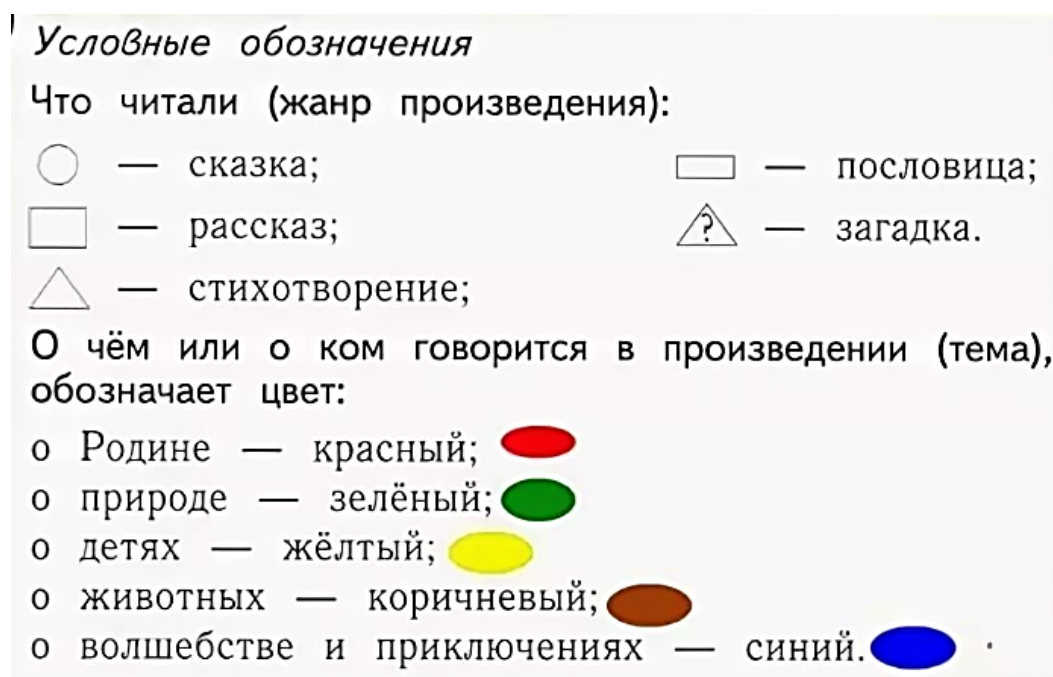 Условные обозначения
Что читали (жанр произведения):
— сказка;
— пословица;
— рассказ;
? — загадка.
— стихотворение;
О чём или о ком говорится в произведении (тема),
обозначает цвет:
о Родине — красный;
о природе — зелёный;
о детях — жёлтый;
о животных — коричневый;
о волшебстве и приключениях — синий.